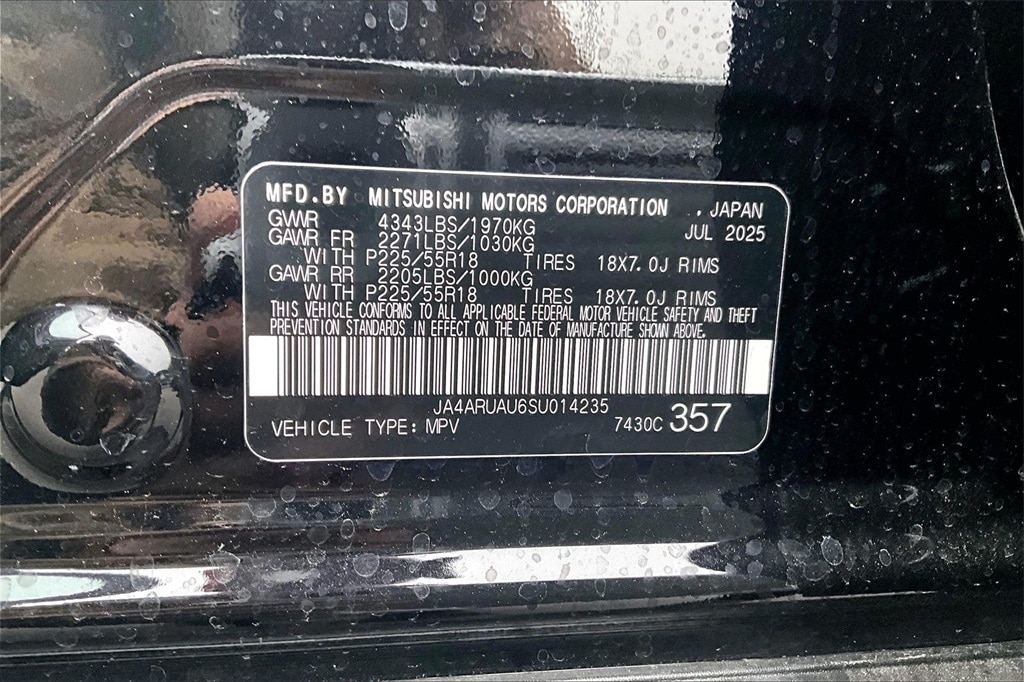 MFD.BY MITSUBISHI MOTORS CORPORATION , JAPAN
GVWR 4343LBS/1970KG JUL 2025
GAWR FR 2271LBS/1030KG
WITH P225/55R18 TIRES 18X7.0J RIMS
GAWR RR 2205LBS/1000KG
WITH P225/55R18 TIRES 18X7.0J RIMS
THIS VEHICLE CONFORMS TO ALL APPLICABLE FEDERAL MOTOR VEHICLE SAFETY AND THEFT
PREVENTION STANDARDS IN EFFECT ON THE DATE OF MANUFACTURE SHOWN ABOVE.
JA4ARUAU6SU014235
VEHICLE TYPE: MPV 7430C 357